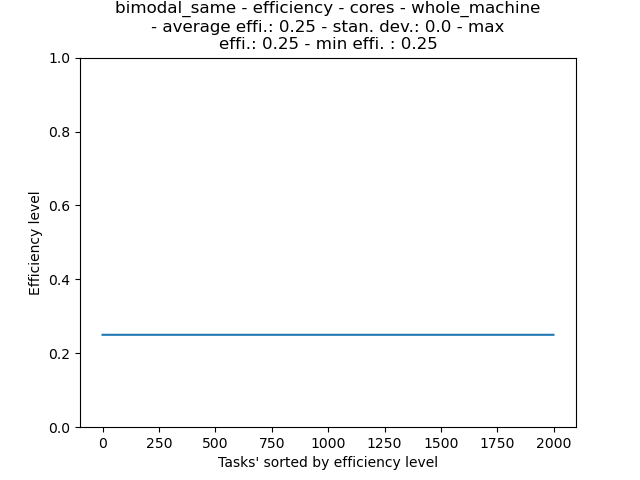 bimodal_same - efficiency - cores - whole_machine
- average effi.: 0.25 - stan. dev.: 0.0 - max
effi.: 0.25 - min effi. : 0.25
1.0
0.8
0.6
0.4
0.2
0.0
Efficiency level
0 250 500 750 1000 1250 1500 1750 2000
Tasks' sorted by efficiency level